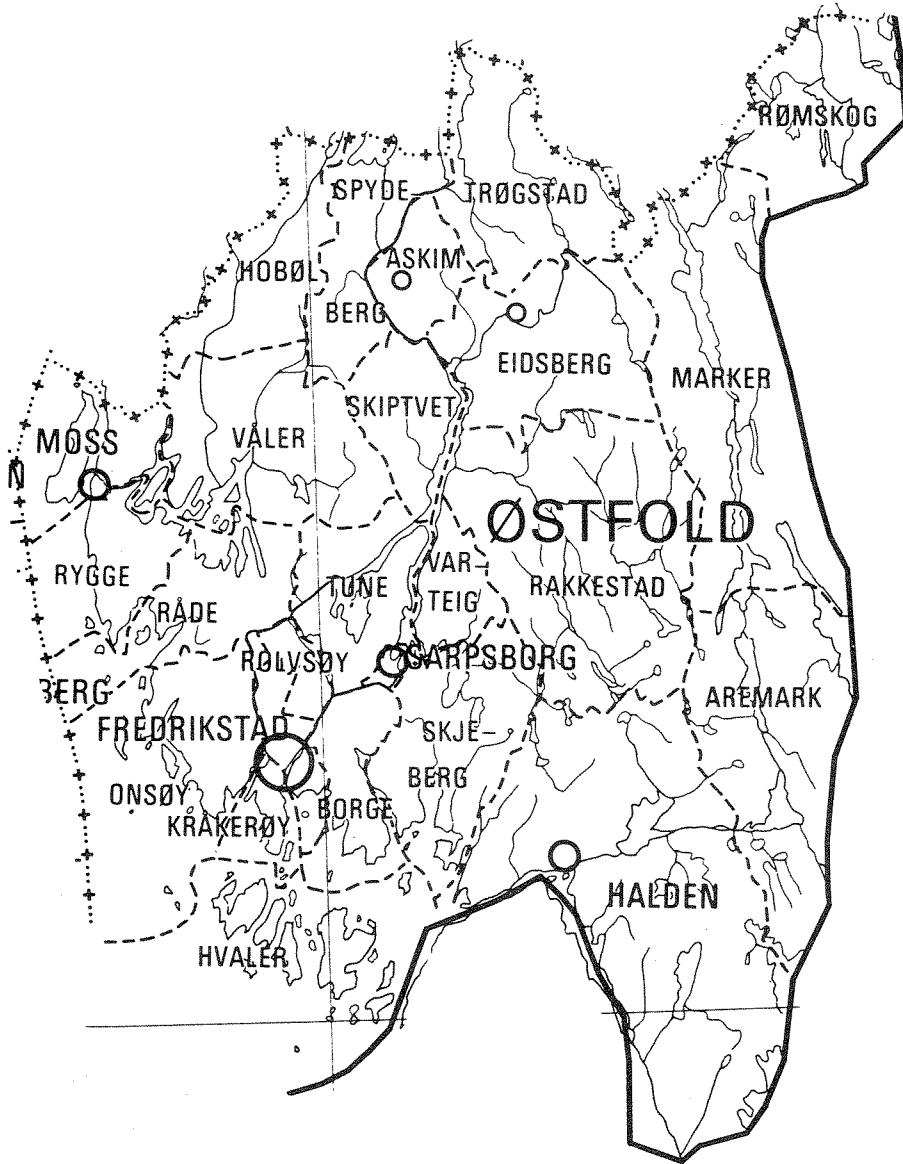 RØMSKOG
SPYDE-
TRØGSTAD
HOBØL
ASKIM
BERG
EIDSBERG
MARKER
SKIPTVET
MOSS
VÅLER
N
ØSTFOLD
RYGGE
TUNE
VAR-
TEIG
RAKKESTAD
RÅDE
RØLVSØY
SARPSBORG
BERG
AREMARK
FREDRIKSTAD
SKJE-
BERG
ONSØY
KRÅKERØY
BORGE
HALDEN
HVALER